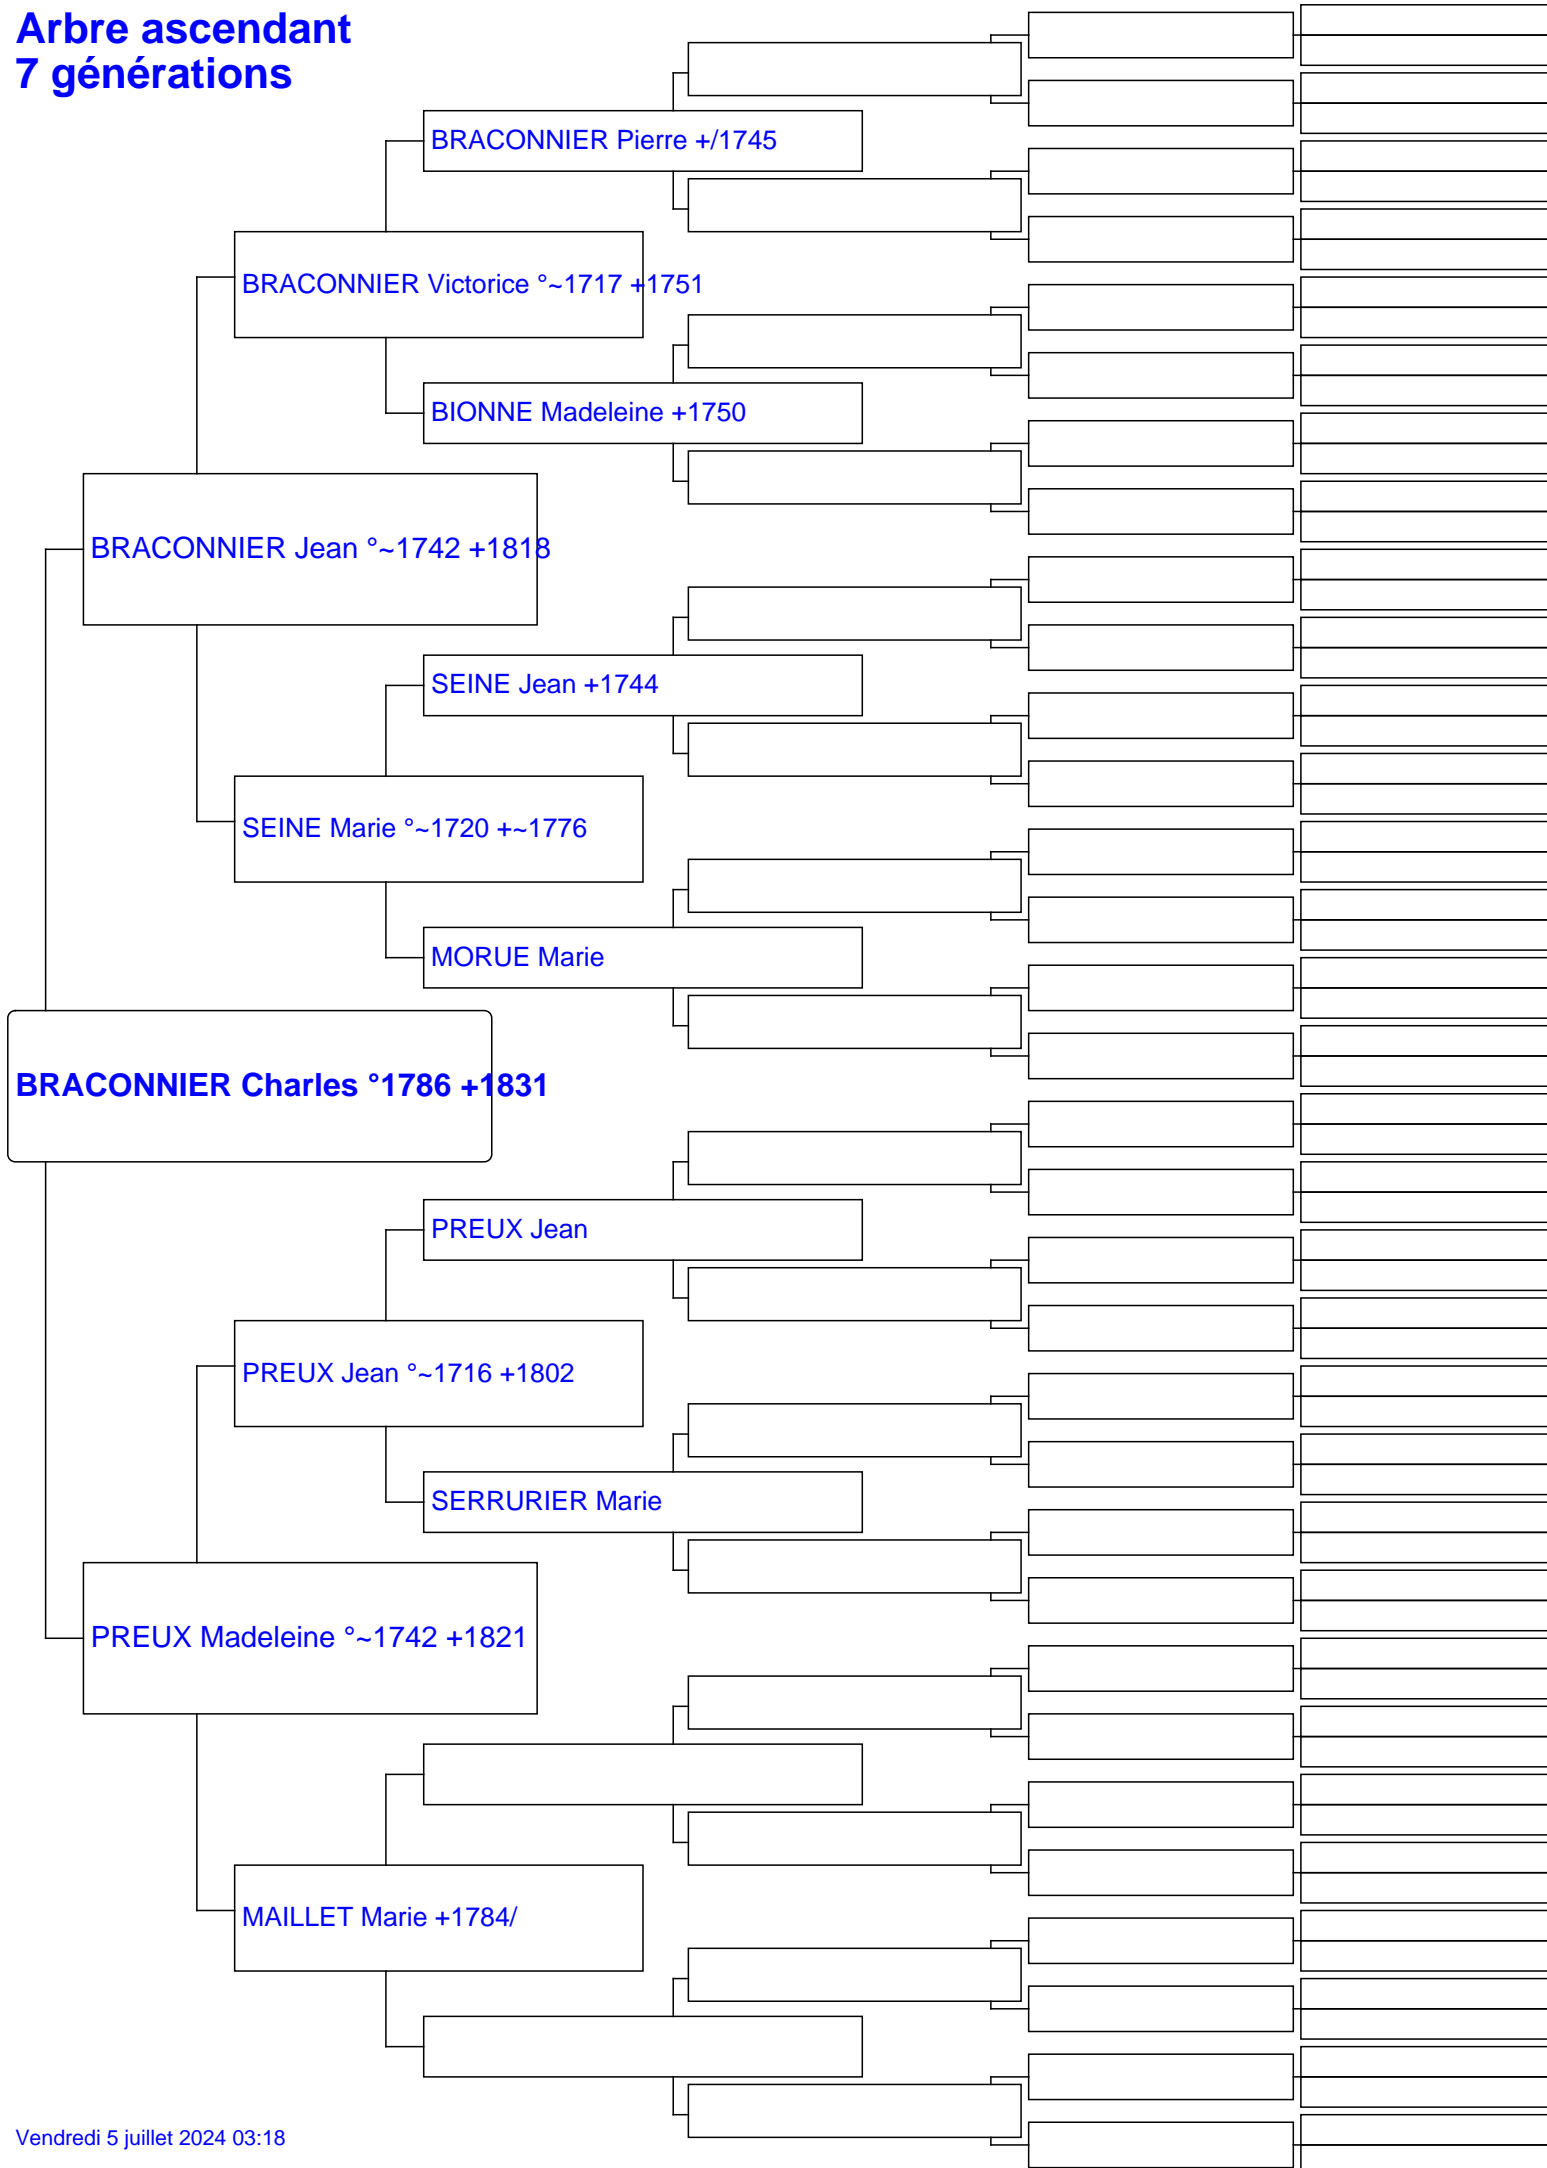 Arbre ascendant
7 générations
BRACONNIER Pierre +/1745
BRACONNIER Victorice °~1717 +1751
BIONNE Madeleine +1750
BRACONNIER Jean °~1742 +1818
SEINE Jean +1744
SEINE Marie °~1720 +~1776
MORUE Marie
BRACONNIER Charles °1786 +1831
PREUX Jean
PREUX Jean °~1716 +1802
SERRURIER Marie
PREUX Madeleine °~1742 +1821
MAILLET Marie +1784/
Vendredi 5 juillet 2024 03:18